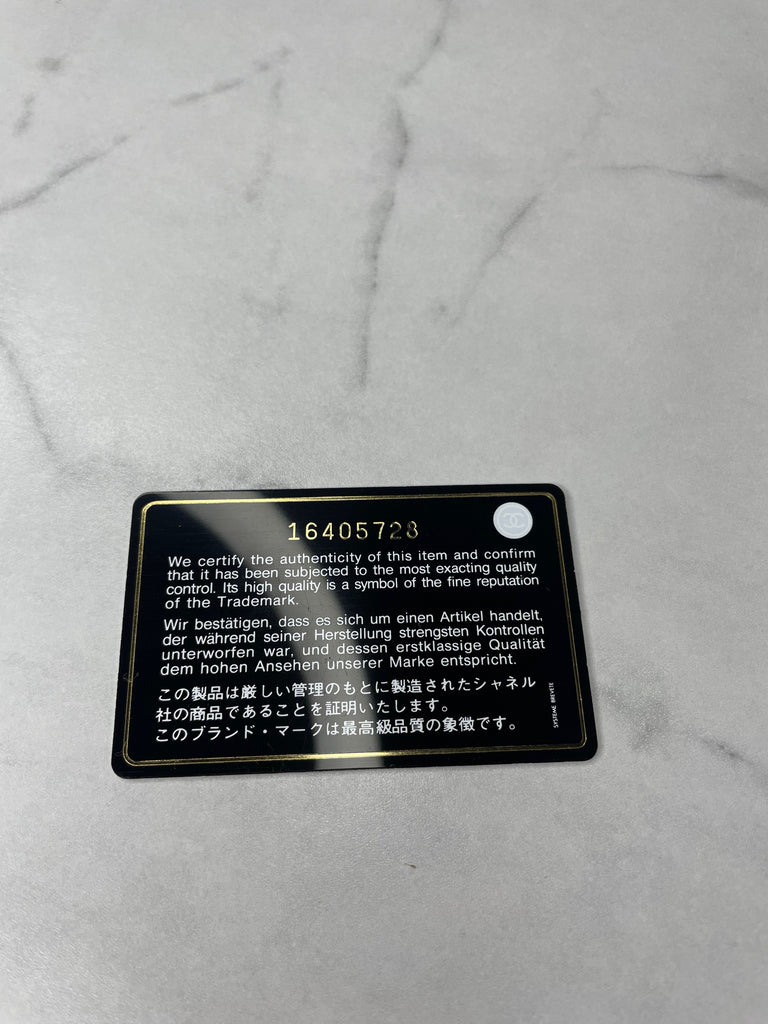 16405728
We certify the authenticity of this item and confirm
that it has been subjected to the most exacting quality
control. Its high quality is a symbol of the fine reputation
of the Trademark.
Wir bestätigen, dass es sich um einen Artikel handelt,
der während seiner Herstellung strengsten Kontrollen
unterworfen war, und dessen erstklassige Qualität
dem hohen Ansehen unserer Marke entspricht.
この製品は厳しい管理のもとに製造されたシャネル
社の商品であることを証明いたします。
このブランド・マークは最高級品質の象徴です。
SYSTEME BREVETE